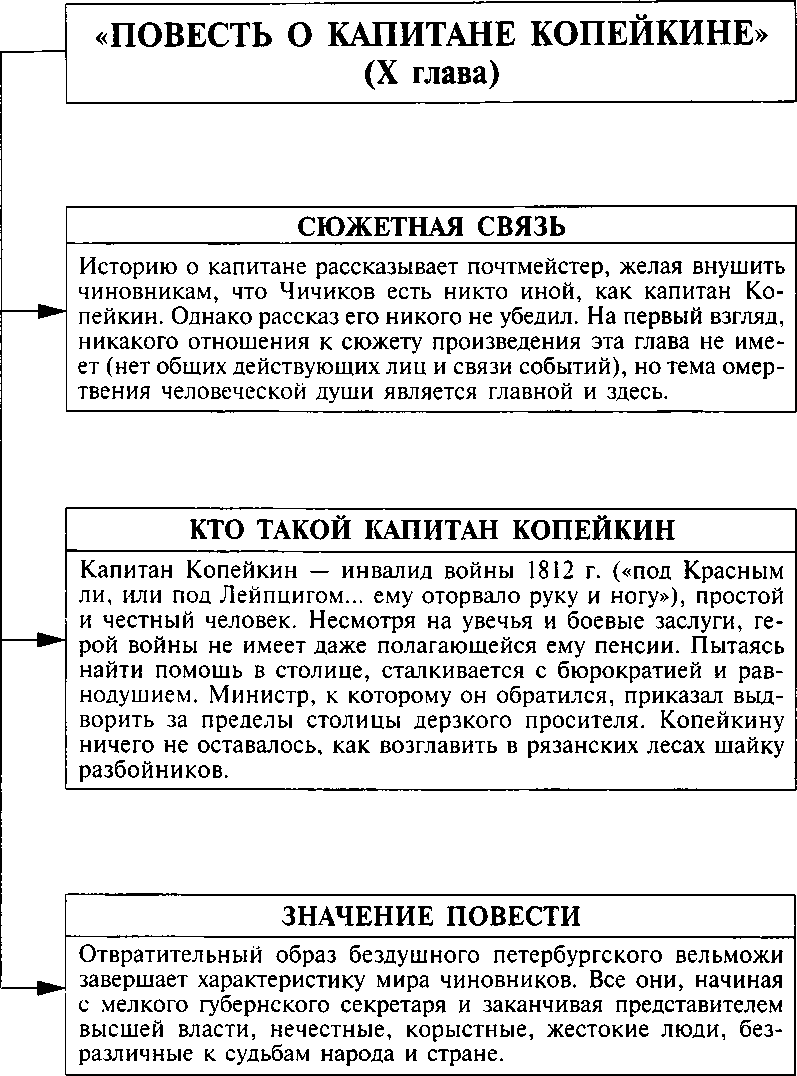 «ПОВЕСТЬ О КАПИТАНЕ КОПЕЙКИНЕ»
(X глава)
СЮЖЕТНАЯ СВЯЗЬ
Историю о капитане рассказывает почтмейстер, желая внушить
чиновникам, что Чичиков есть никто иной, как капитан Ко-
пейкин. Однако рассказ его никого не убедил. На первый взгляд,
никакого отношения к сюжету произведения эта глава не име-
ет (нет общих действующих лиц и связи событий), но тема омер-
твения человеческой души является главной и здесь.
КТО ТАКОЙ КАПИТАН КОПЕЙКИН
Капитан Копейкин — инвалид войны 1812 г. («под Красным
ли, или под Лейпцигом... ему оторвало руку и ногу»), простой
и честный человек. Несмотря на увечья и боевые заслуги, ге-
рой войны не имеет даже полагающейся ему пенсии. Пытаясь
найти помощь в столице, сталкивается с бюрократией и рав-
нодушием. Министр, к которому он обратился, приказал выд-
ворить за пределы столицы дерзкого просителя. Копейкину
ничего не оставалось, как возглавить в рязанских лесах шайку
разбойников.
ЗНАЧЕНИЕ ПОВЕСТИ
Отвратительный образ бездушного петербургского вельможи
завершает характеристику мира чиновников. Все они, начиная
с мелкого губернского секретаря и заканчивая представителем
высшей власти, нечестные, корыстные, жестокие люди, без-
различные к судьбам народа и стране.